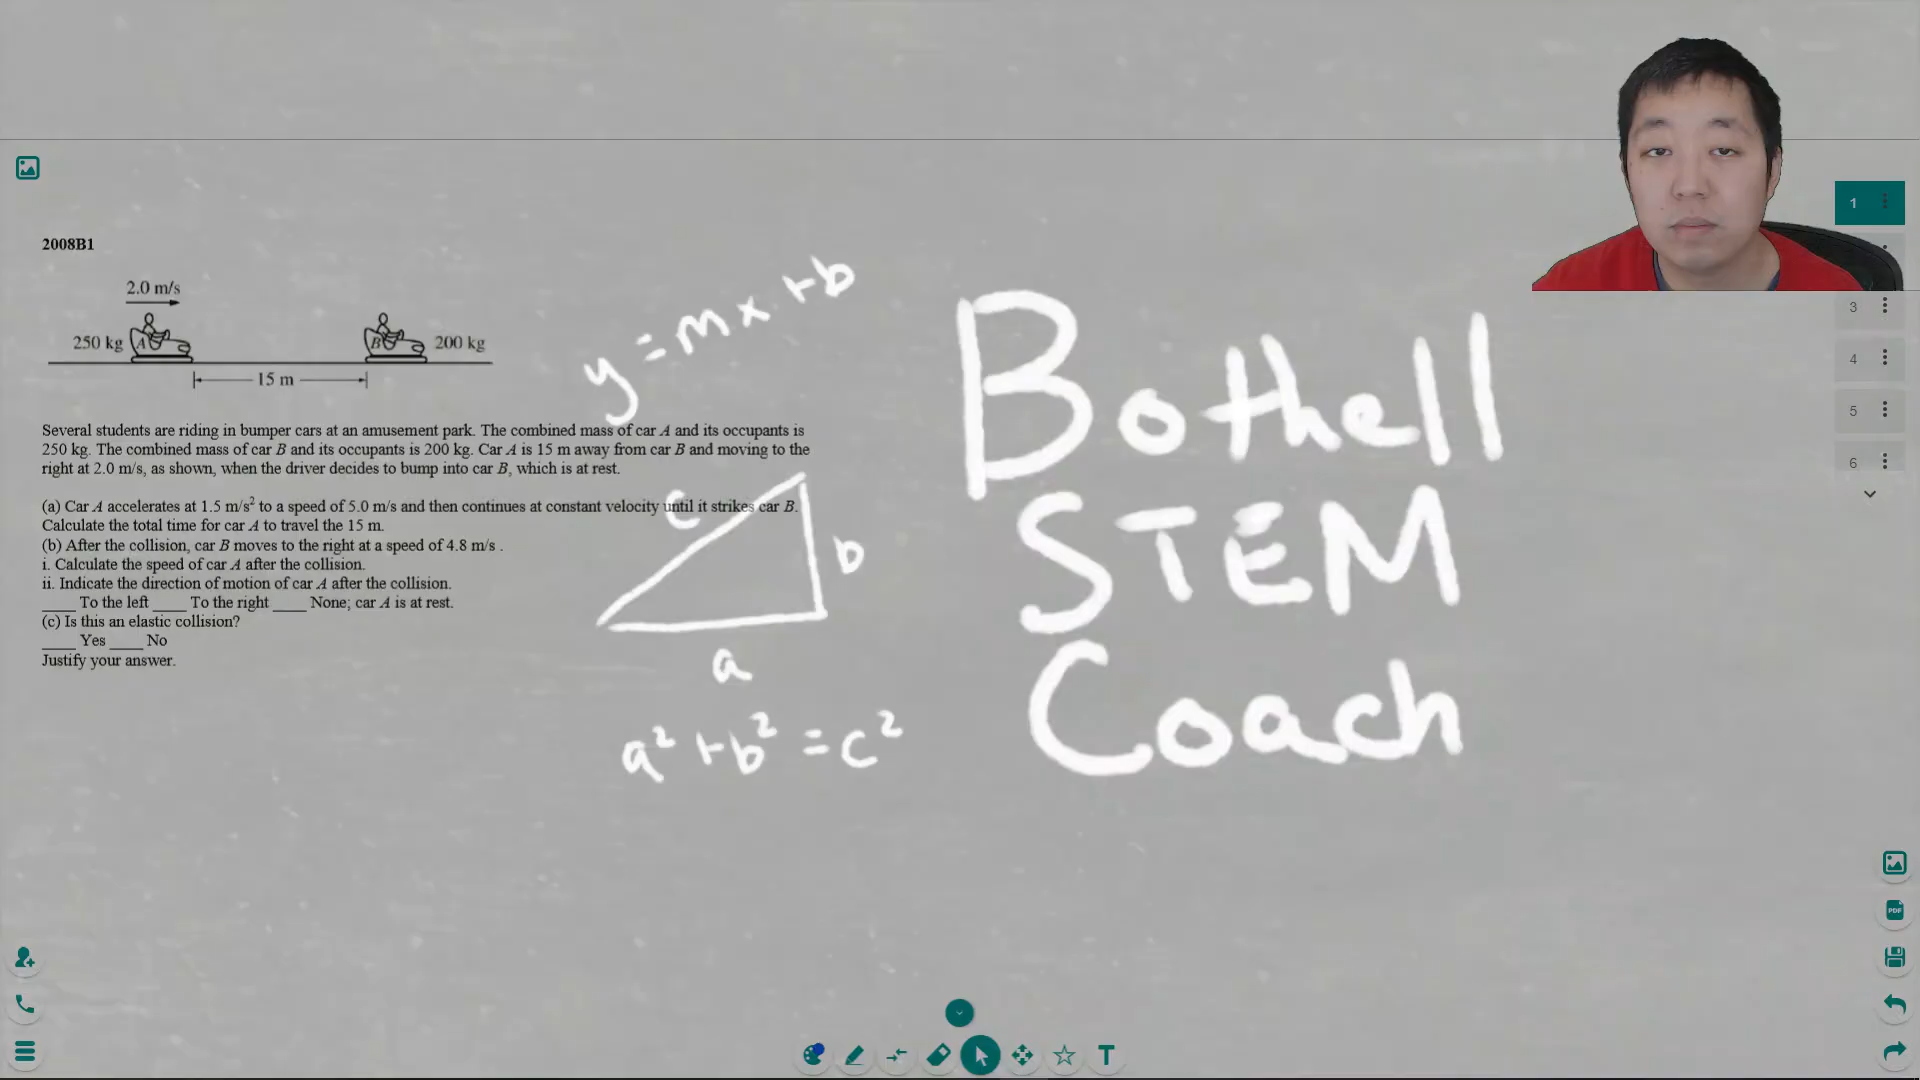 2008B1
2.0 m/s
250 kg A B 200 kg
15 m
Several students are riding in bumper cars at an amusement park. The combined mass of car A and its occupants is
250 kg. The combined mass of car B and its occupants is 200 kg. Car A is 15 m away from car B and moving to the
right at 2.0 m/s, as shown, when the driver decides to bump into car B, which is at rest.
(a) Car A accelerates at 1.5 m/s² to a speed of 5.0 m/s and then continues at constant velocity until it strikes car B.
Calculate the total time for car A to travel the 15 m.
(b) After the collision, car B moves to the right at a speed of 4.8 m/s .
i. Calculate the speed of car A after the collision.
ii. Indicate the direction of motion of car A after the collision.
____ To the left ____ To the right ____ None; car A is at rest.
(c) Is this an elastic collision?
____ Yes ____ No
Justify your answer.
y = mx + b
c
b
a
a² + b² = c²
Bothell
STEM
Coach
1
3
4
5
6
PDF
T